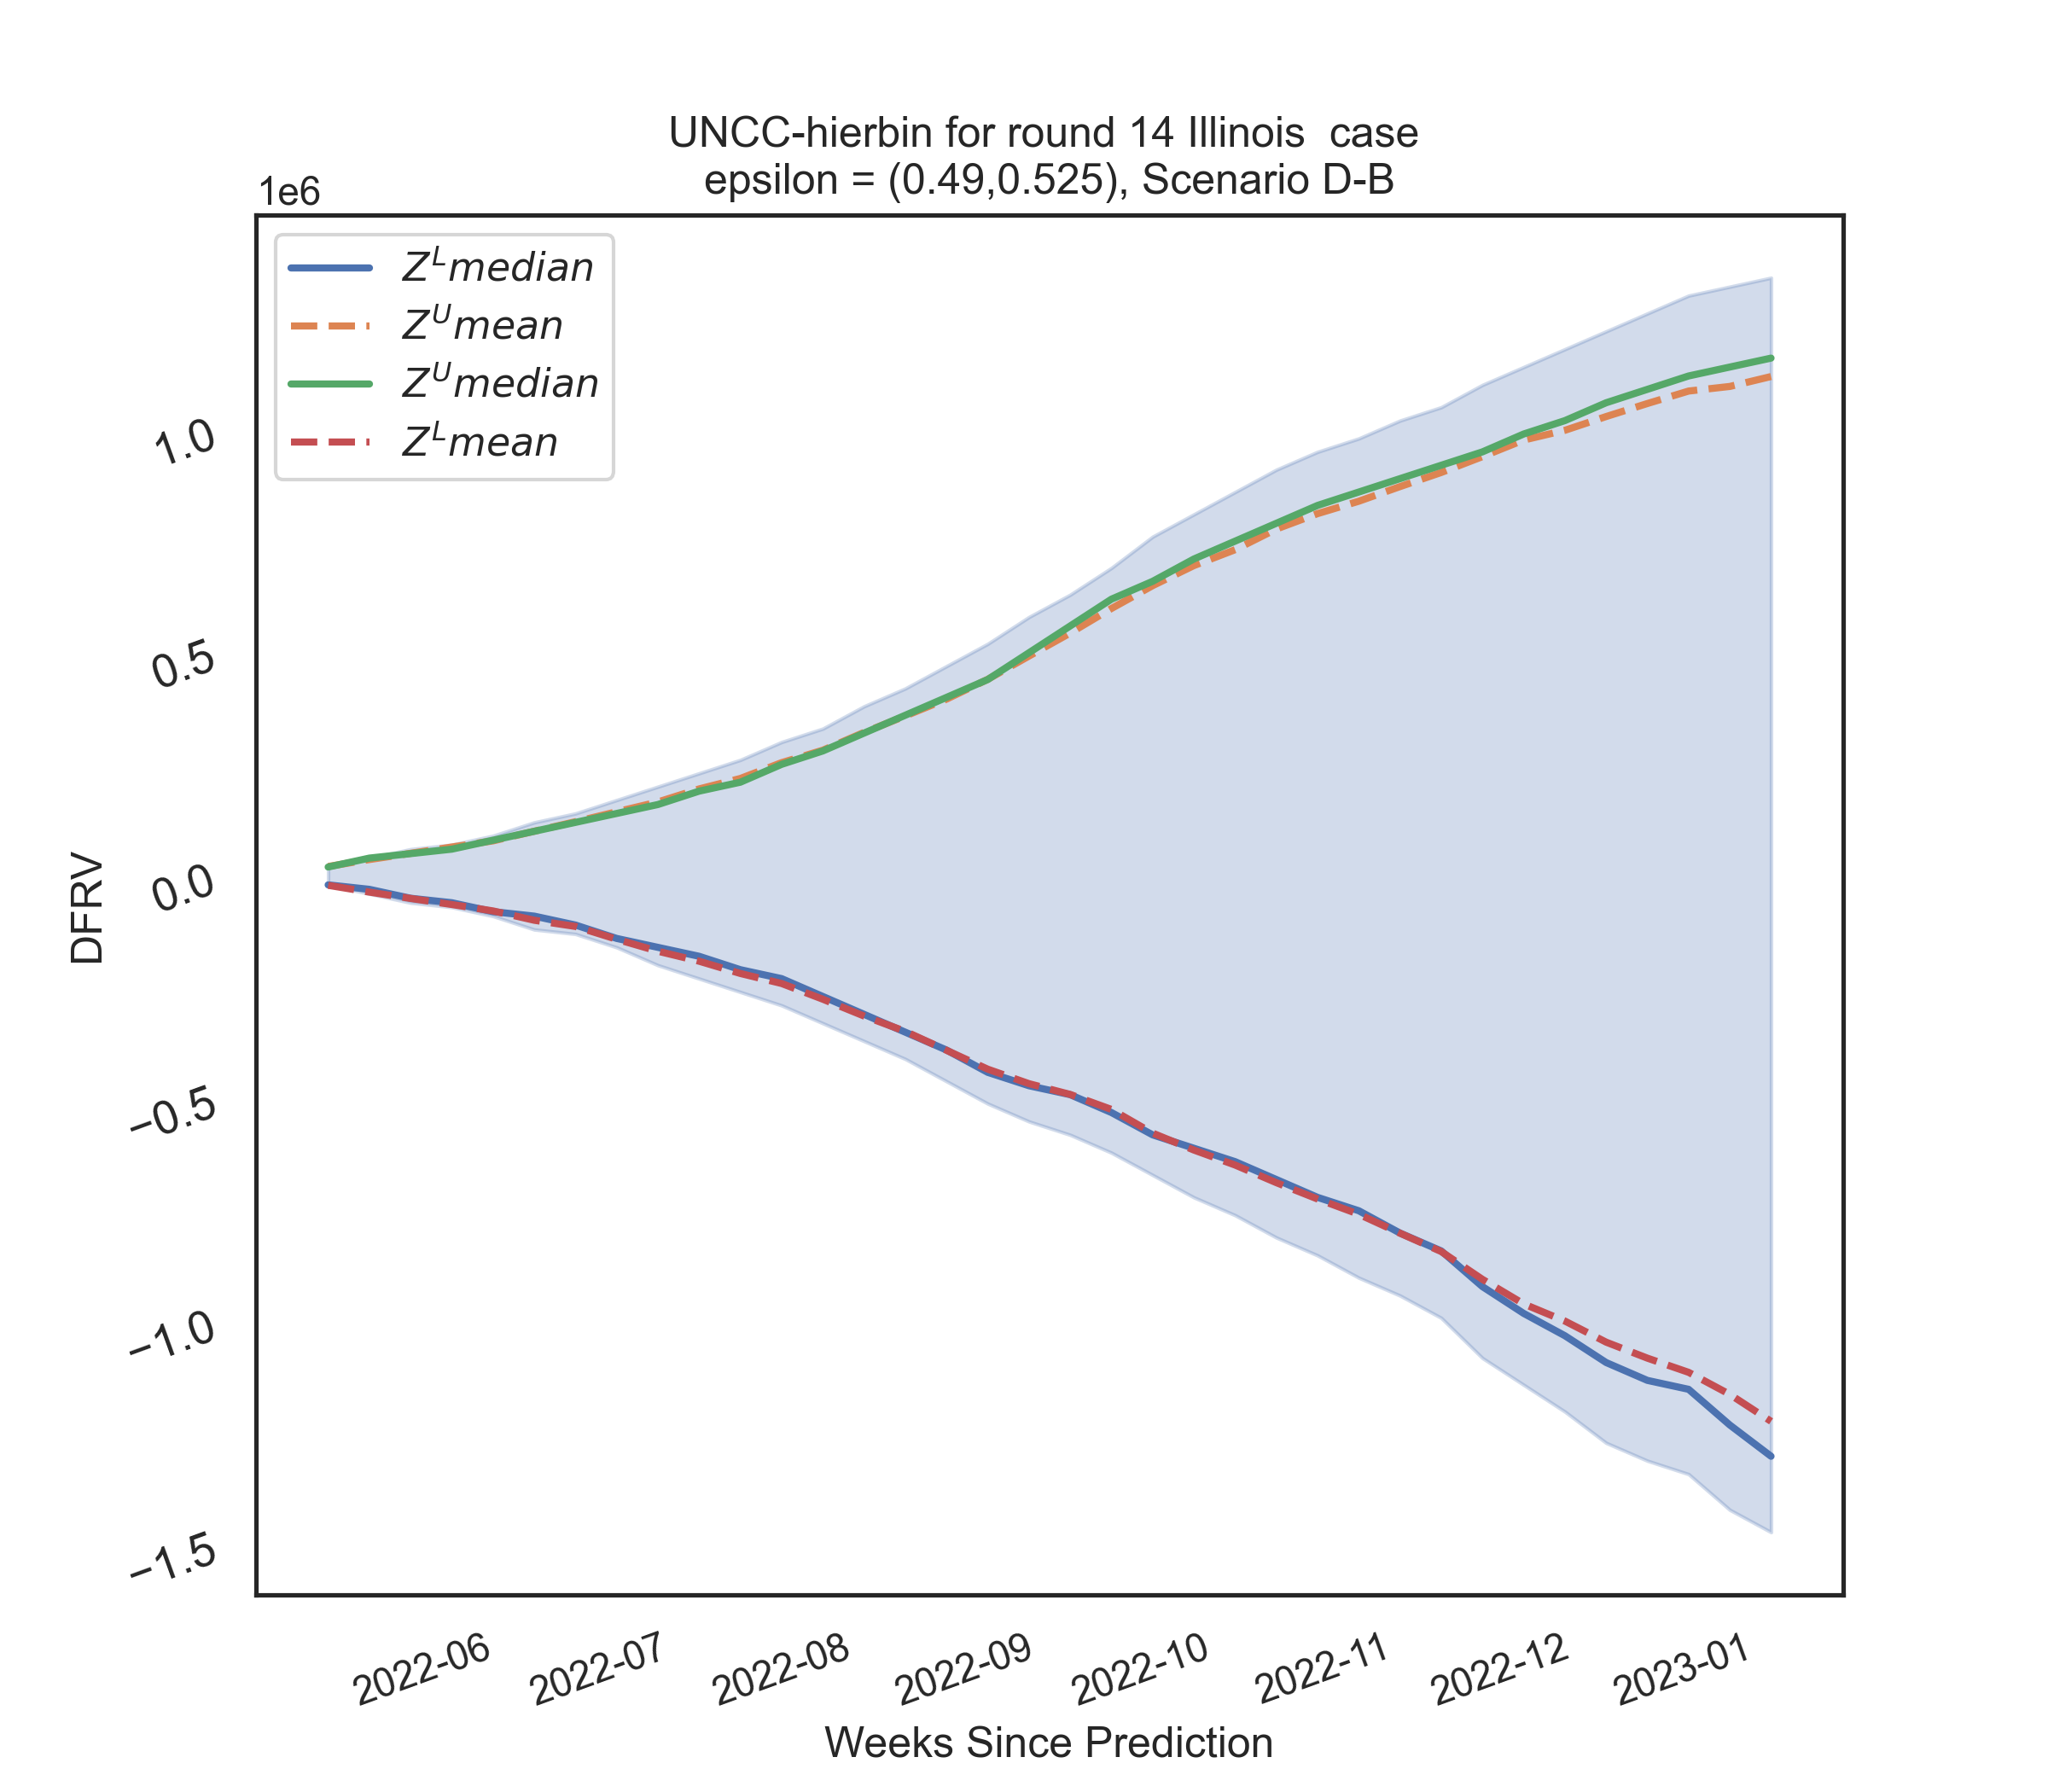 UNCC-hierbin for round 14 Illinois  case
epsilon = (0.49,0.525), Scenario D-B
1e6
Z^L median
Z^U mean
Z^U median
Z^L mean
1.0
0.5
0.0
−0.5
−1.0
−1.5
DFRV
2022-06
2022-07
2022-08
2022-09
2022-10
2022-11
2022-12
2023-01
Weeks Since Prediction